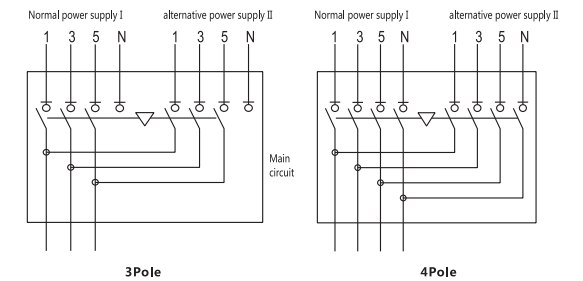 Normal power supply I alternative power supply II
1 3 5 N 1 3 5 N
Normal power supply I alternative power supply II
1 3 5 N 1 3 5 N
Main
circuit
3Pole
4Pole